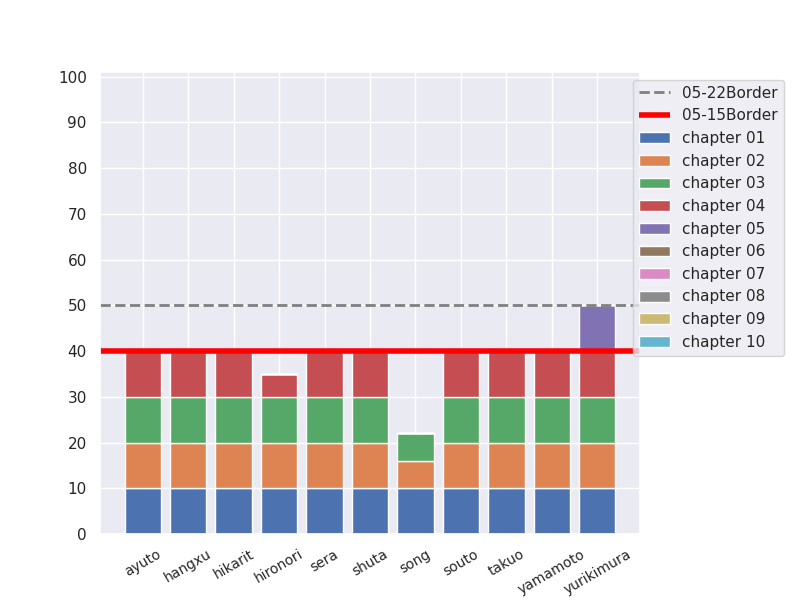 100
90
80
70
60
50
40
30
20
10
0
05-22Border
05-15Border
chapter 01
chapter 02
chapter 03
chapter 04
chapter 05
chapter 06
chapter 07
chapter 08
chapter 09
chapter 10
ayuto
hangxu
hikarit
hironori
sera
shuta
song
souto
takuo
yamamoto
yurikimura